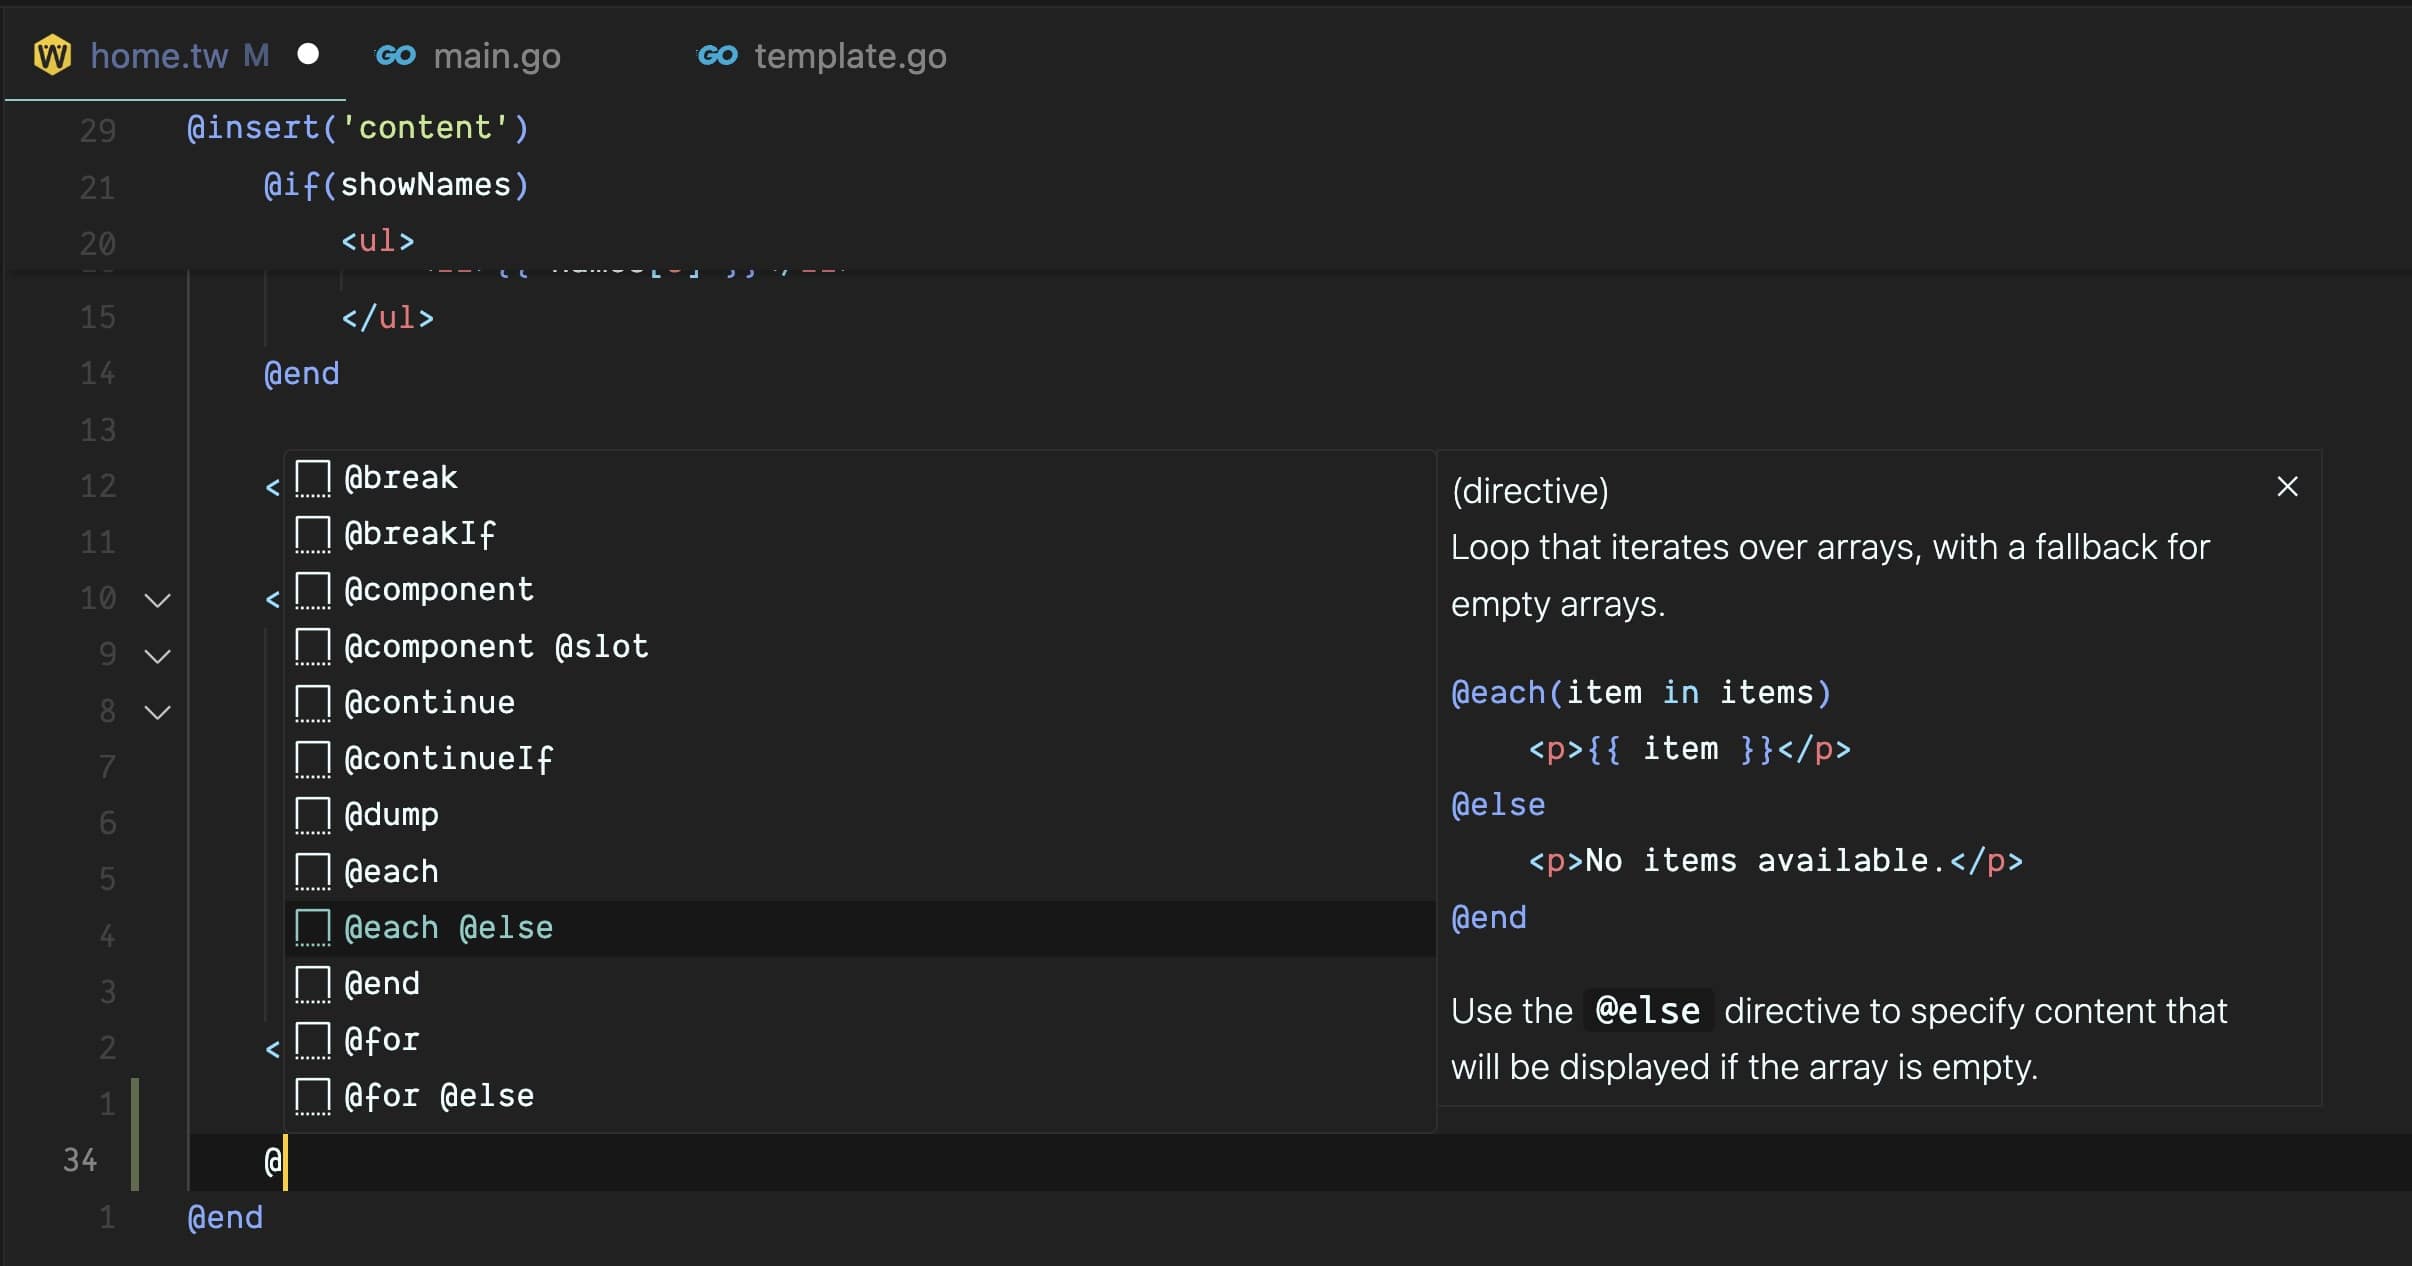 home.tw M
main.go
template.go
29 @insert('content')
21 @if(showNames)
20 <ul>
15 </ul>
14 @end
13
12 <
11
10 <
9
8
7
6
5
4
3
2 <
1
@break
@breakIf
@component
@component @slot
@continue
@continueIf
@dump
@each
@each @else
@end
@for
@for @else
(directive)
Loop that iterates over arrays, with a fallback for
empty arrays.
@each(item in items)
<p>{{ item }}</p>
@else
<p>No items available.</p>
@end
Use the @else directive to specify content that
will be displayed if the array is empty.
34 @
1 @end